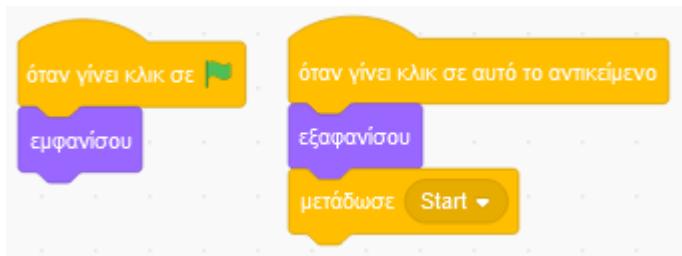 όταν γίνει κλικ σε
εμφανίσου
όταν γίνει κλικ σε αυτό το αντικείμενο
εξαφανίσου
μετάδωσε Start